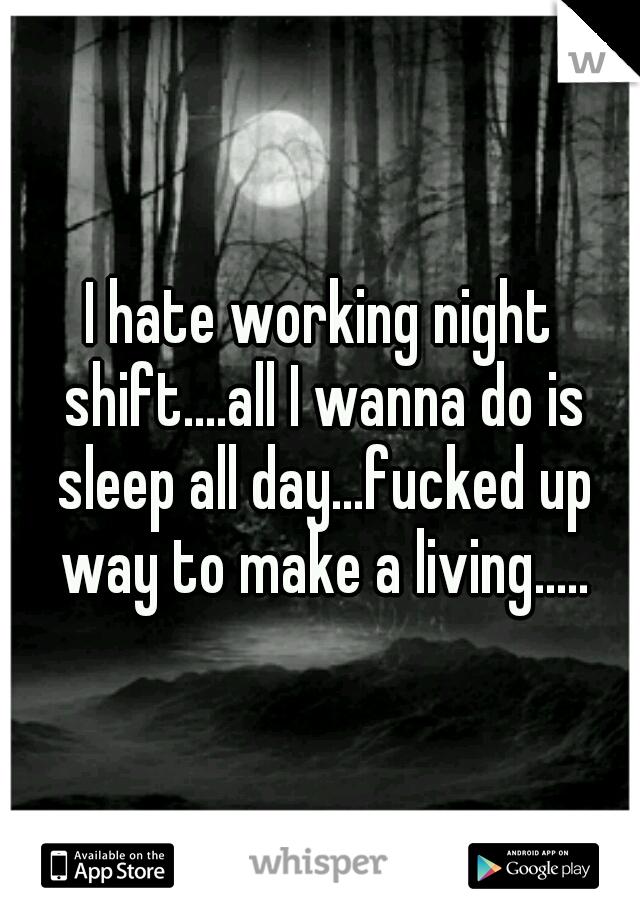 w
I hate working night
shift....all I wanna do is
sleep all day...fucked up
way to make a living.....
Available on the
App Store
whisper
ANDROID APP ON
Google play